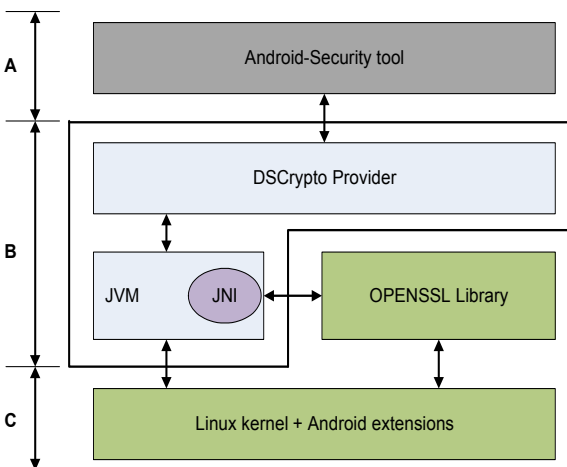 A
Android-Security tool
B
DSCrypto Provider
JVM
JNI
OPENSSL Library
C
Linux kernel + Android extensions